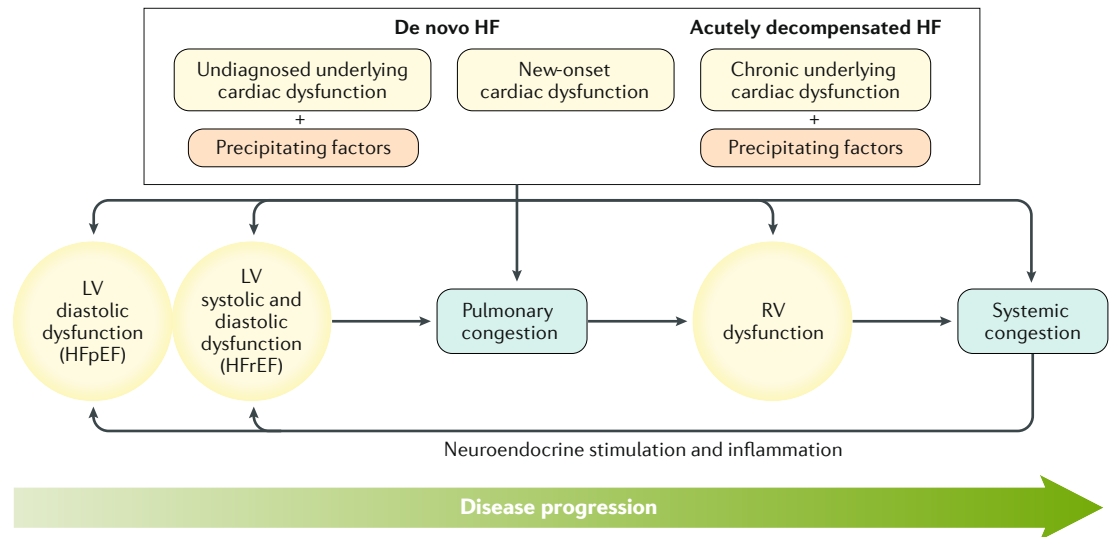 De novo HF
Acutely decompensated HF
Undiagnosed underlying
cardiac dysfunction
+
Precipitating factors
New-onset
cardiac dysfunction
Chronic underlying
cardiac dysfunction
+
Precipitating factors
LV
diastolic
dysfunction
(HFpEF)
LV
systolic and
diastolic
dysfunction
(HFrEF)
Pulmonary
congestion
RV
dysfunction
Systemic
congestion
Neuroendocrine stimulation and inflammation
Disease progression